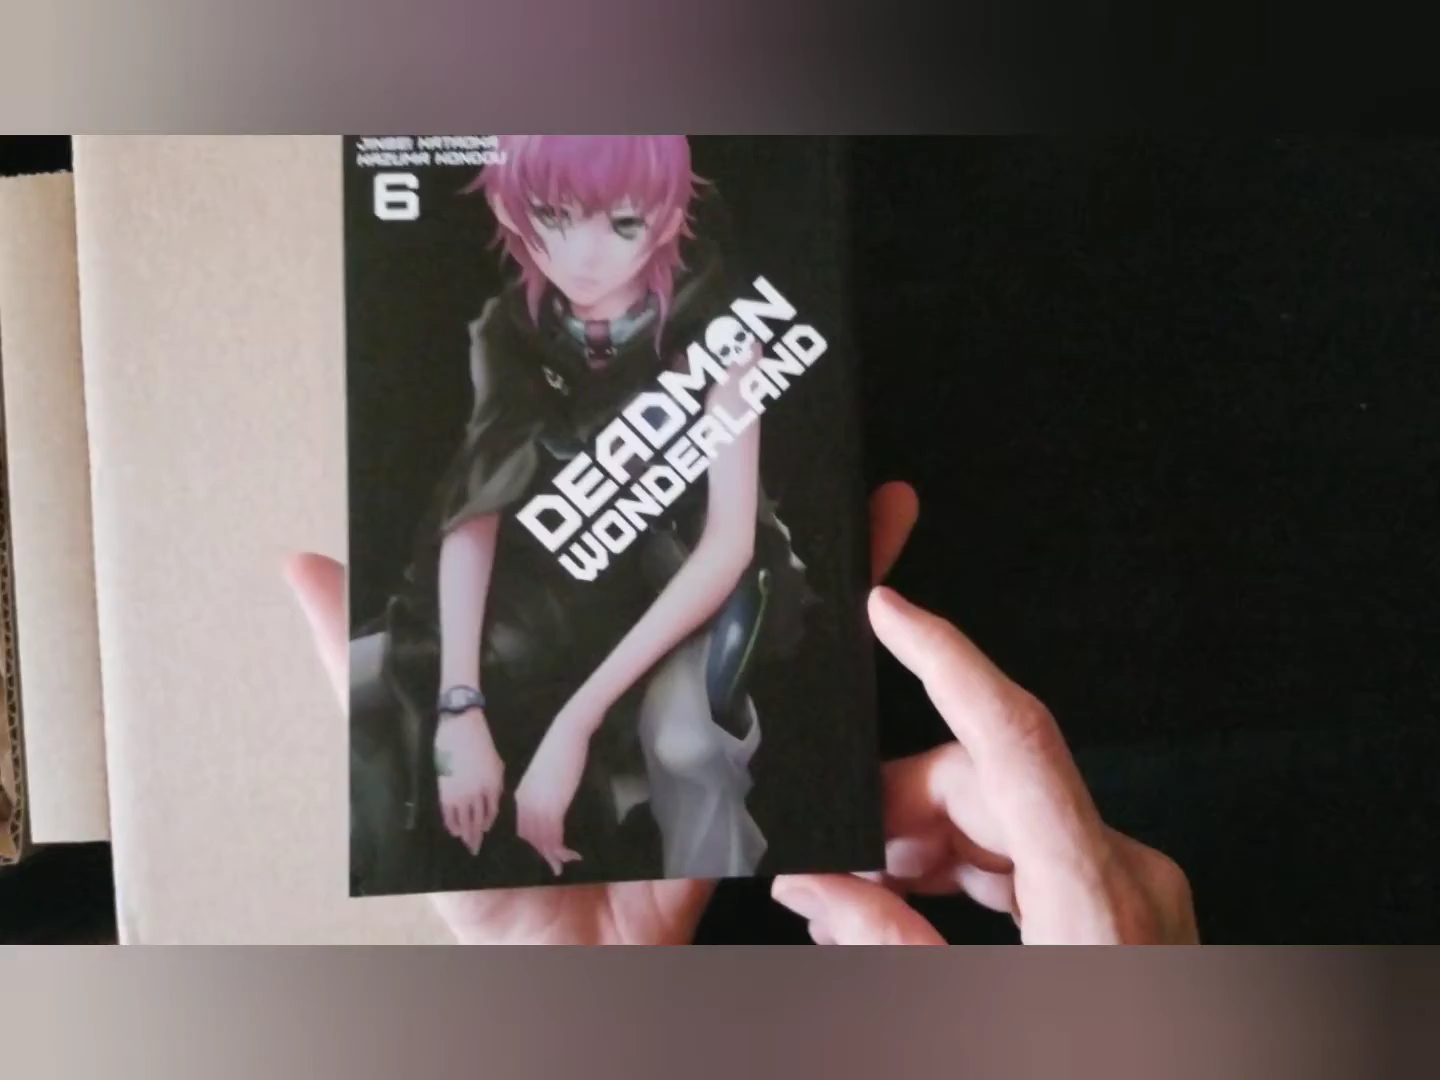 JINSEI KATAOKA
KAZUMA KONDOU
6
DEADMAN
WONDERLAND